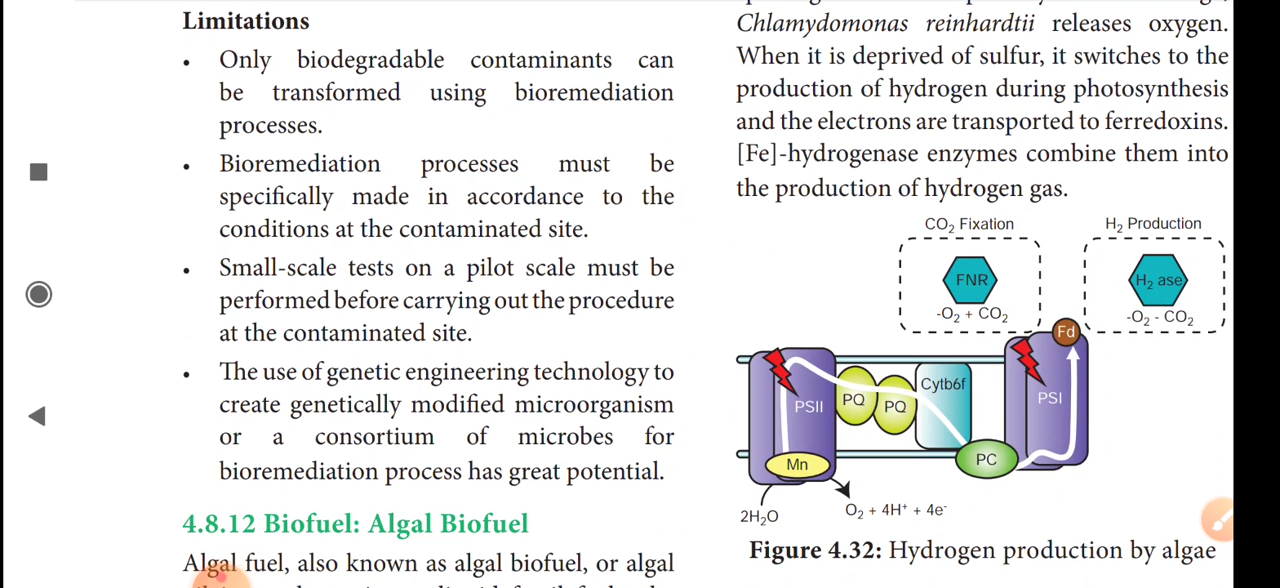 Limitations
• Only biodegradable contaminants can
be transformed using bioremediation
processes.
• Bioremediation processes must be
specifically made in accordance to the
conditions at the contaminated site.
• Small-scale tests on a pilot scale must be
performed before carrying out the procedure
at the contaminated site.
• The use of genetic engineering technology to
create genetically modified microorganism
or a consortium of microbes for
bioremediation process has great potential.
4.8.12 Biofuel: Algal Biofuel
Algal fuel, also known as algal biofuel, or algal
Chlamydomonas reinhardtii releases oxygen.
When it is deprived of sulfur, it switches to the
production of hydrogen during photosynthesis
and the electrons are transported to ferredoxins.
[Fe]-hydrogenase enzymes combine them into
the production of hydrogen gas.
CO₂ Fixation
H₂ Production
FNR
H₂ ase
-O₂ + CO₂
-O₂ - CO₂
Fd
PSII
PQ
PQ
Cytb6f
PSI
Mn
PC
2H₂O
O₂ + 4H⁺ + 4e⁻
Figure 4.32: Hydrogen production by algae